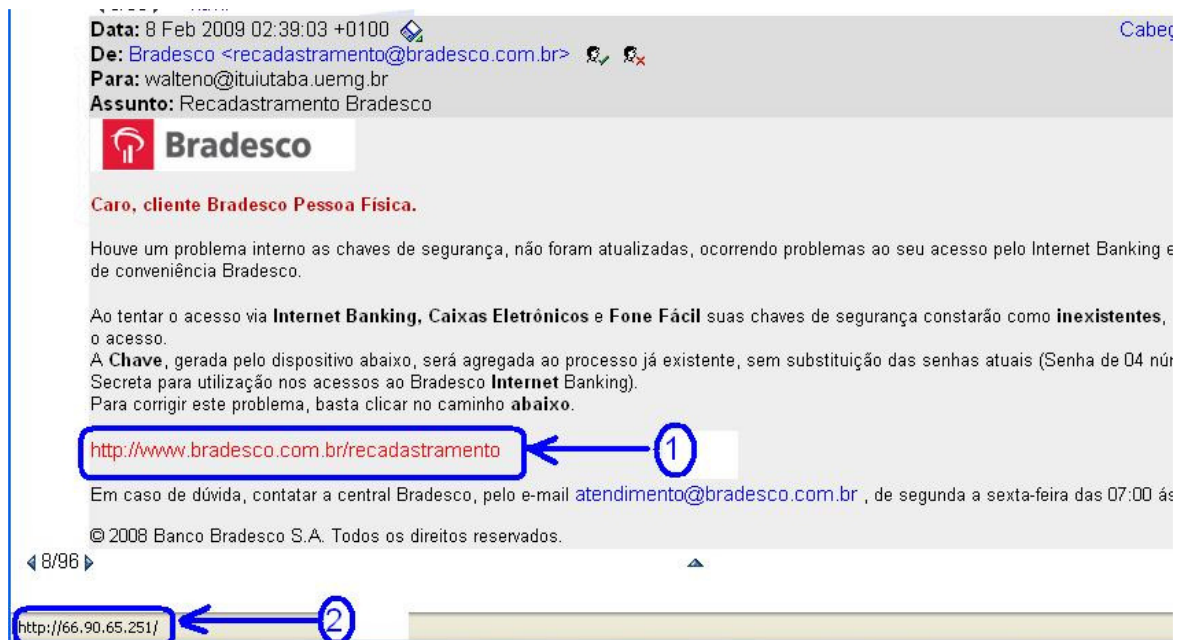 Data: 8 Feb 2009 02:39:03 +0100
De: Bradesco <recadastramento@bradesco.com.br>
Para: walteno@ituiutaba.uemg.br
Assunto: Recadastramento Bradesco
Bradesco
Caro, cliente Bradesco Pessoa Física.
Houve um problema interno as chaves de segurança, não foram atualizadas, ocorrendo problemas ao seu acesso pelo Internet Banking e
de conveniência Bradesco.
Ao tentar o acesso via Internet Banking, Caixas Eletrónicos e Fone Fácil suas chaves de segurança constarão como inexistentes,
o acesso.
A Chave, gerada pelo dispositivo abaixo, será agregada ao processo já existente, sem substituição das senhas atuais (Senha de 04
Secreta para utilização nos acessos ao Bradesco Internet Banking).
Para corrigir este problema, basta clicar no caminho abaixo.
http://www.bradesco.com.br/recadastramento
1
Em caso de dúvida, contatar a central Bradesco, pelo e-mail atendimento@bradesco.com.br , de segunda a sexta-feira das 07:00 ás
© 2008 Banco Bradesco S.A. Todos os direitos reservados.
8/96
http://66.90.65.251/
2